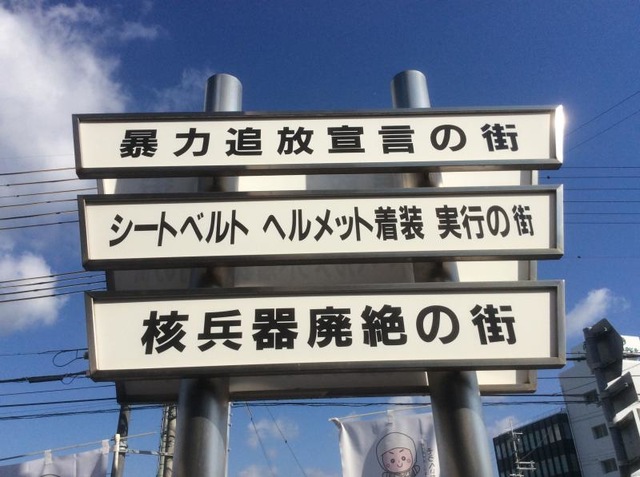 暴力追放宣言の街
シートベルト ヘルメット着装 実行の街
核兵器廃絶の街